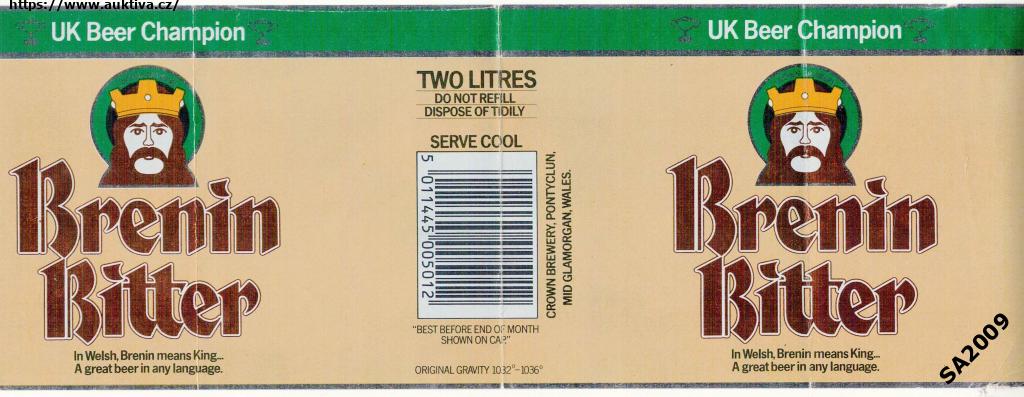 https://www.auktiva.cz/
UK Beer Champion
Brenin
Bitter
In Welsh, Brenin means King...
A great beer in any language.
TWO LITRES
DO NOT REFILL
DISPOSE OF TIDILY
SERVE COOL
5 011445 005012
CROWN BREWERY, PONTYCLUN,
MID GLAMORGAN, WALES.
"BEST BEFORE END OF MONTH
SHOWN ON CAP."
ORIGINAL GRAVITY 1032°–1036°
UK Beer Champion
Brenin
Bitter
In Welsh, Brenin means King...
A great beer in any language.
SA2009